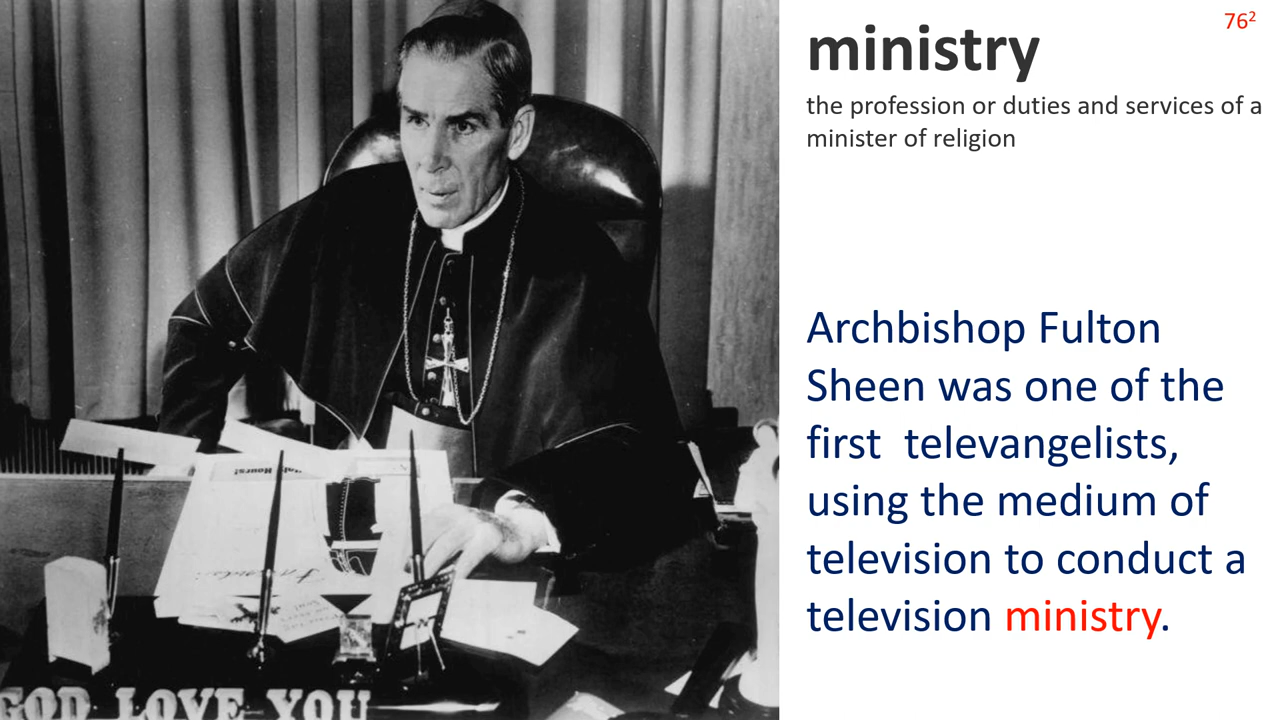 76²
ministry
the profession or duties and services of a
minister of religion
Archbishop Fulton
Sheen was one of the
first  televangelists,
using the medium of
television to conduct a
television ministry.
GOD LOVE YOU